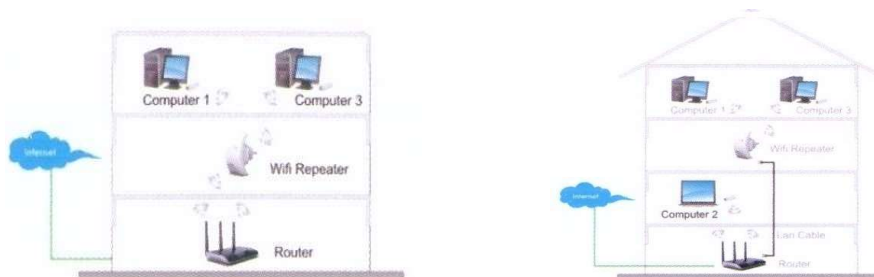 Computer 1
Computer 3
Internet
Wifi Repeater
Router
Computer 1
Computer 3
Wifi Repeater
Internet
Computer 2
Lan Cable
Router